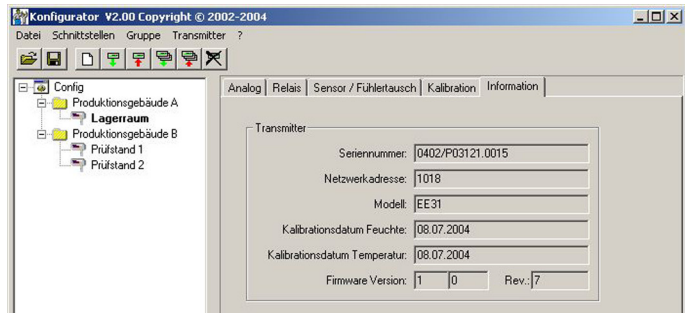 Konfigurator V2.00 Copyright © 2002-2004
Datei Schnittstellen Gruppe Transmitter ?
Config
Produktionsgebäude A
Lagerraum
Produktionsgebäude B
Prüfstand 1
Prüfstand 2
Analog Relais Sensor / Fühlertausch Kalibration Information
Transmitter
Seriennummer: 0402/P03121.0015
Netzwerkadresse: 1018
Modell: EE31
Kalibrationsdatum Feuchte: 08.07.2004
Kalibrationsdatum Temperatur: 08.07.2004
Firmware Version: 1 0 Rev.: 7